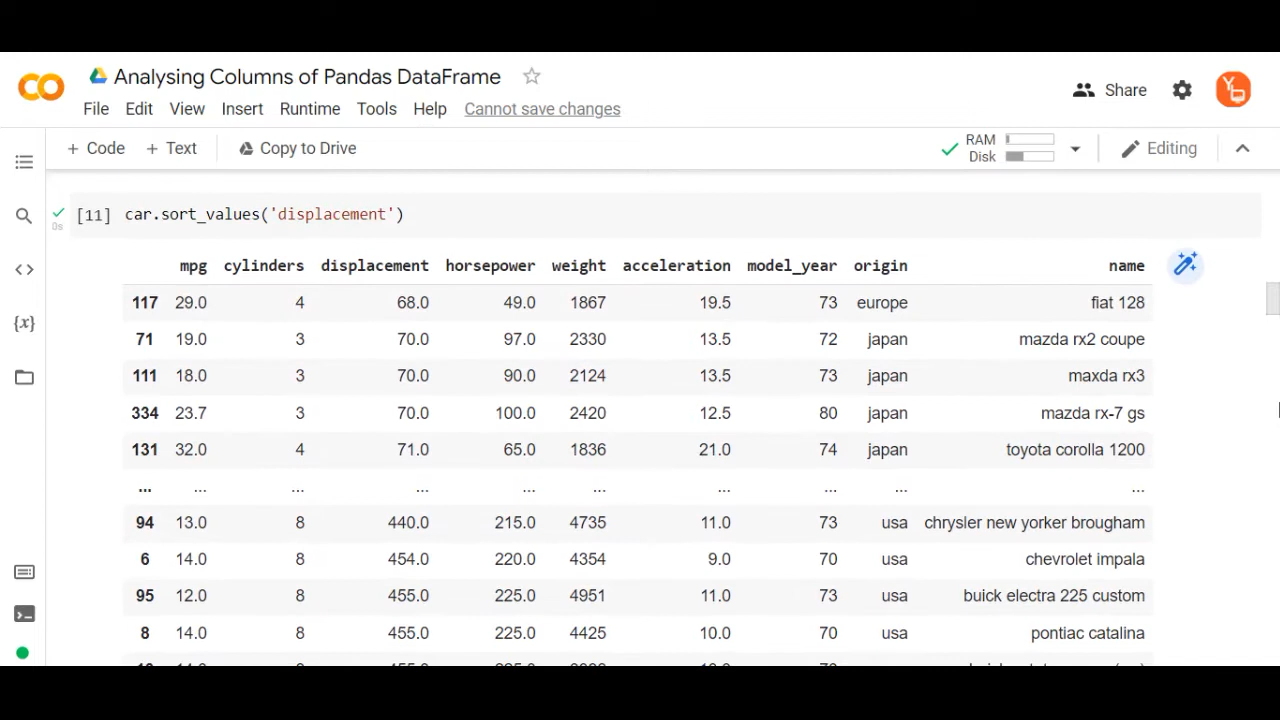 Analysing Columns of Pandas DataFrame
Share
File Edit View Insert Runtime Tools Help Cannot save changes
+ Code + Text Copy to Drive RAM Disk Editing
[11] car.sort_values('displacement')
0s
mpg cylinders displacement horsepower weight acceleration model_year origin name
117 29.0 4 68.0 49.0 1867 19.5 73 europe fiat 128
71 19.0 3 70.0 97.0 2330 13.5 72 japan mazda rx2 coupe
111 18.0 3 70.0 90.0 2124 13.5 73 japan maxda rx3
334 23.7 3 70.0 100.0 2420 12.5 80 japan mazda rx-7 gs
131 32.0 4 71.0 65.0 1836 21.0 74 japan toyota corolla 1200
... ... ... ... ... ... ... ... ... ...
94 13.0 8 440.0 215.0 4735 11.0 73 usa chrysler new yorker brougham
6 14.0 8 454.0 220.0 4354 9.0 70 usa chevrolet impala
95 12.0 8 455.0 225.0 4951 11.0 73 usa buick electra 225 custom
8 14.0 8 455.0 225.0 4425 10.0 70 usa pontiac catalina